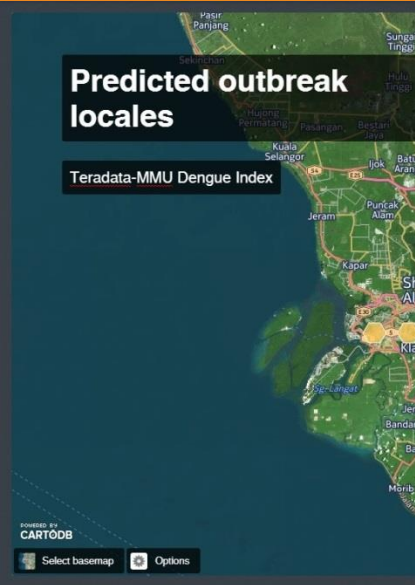 Pasir
Panjang
Sekinchan
Sungai
Tinggi
Hulu
Tinggi
Predicted outbreak
locales
Hujong
Permatang
Pasangan
Bestari
Jaya
Kuala
Selangor
Teradata-MMU Dengue Index
Ijok
Puncak
Alam
Jeram
Kapar
Sg-Langat
Morib
POWERED BY
CARTODB
Select basemap
Options